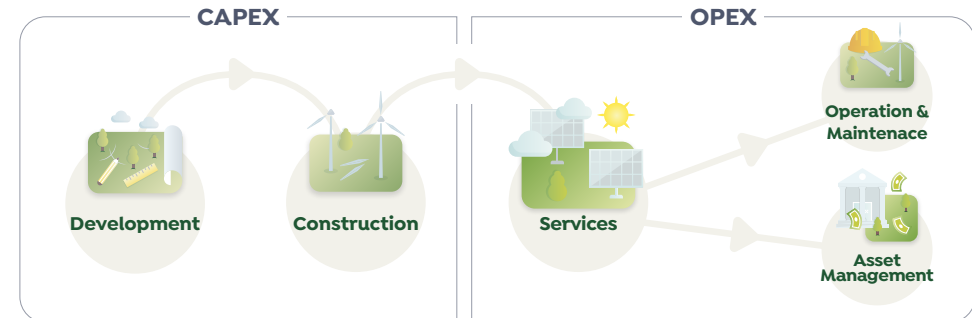 CAPEX
OPEX
Development
Construction
Services
Operation &
Maintenace
Asset
Management